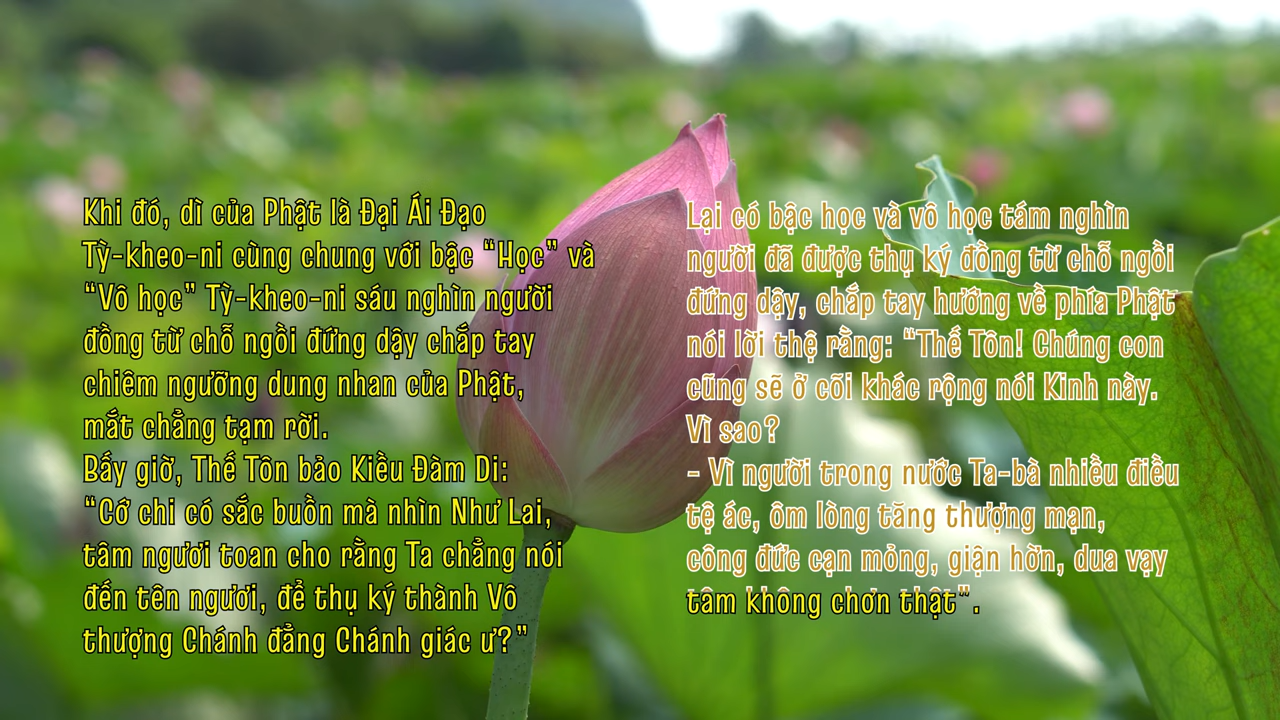 Khi đó, dì của Phật là Đại Ái Đạo
Tỳ-kheo-ni cùng chung với bậc “Học” và
“Vô học” Tỳ-kheo-ni sáu nghìn người
đồng từ chỗ ngồi đứng dậy chắp tay
chiêm ngưỡng dung nhan của Phật,
mắt chẳng tạm rời.
Bấy giờ, Thế Tôn bảo Kiều Đàm Di:
“Cớ chi có sắc buồn mà nhìn Như Lai,
tâm ngươi toan cho rằng Ta chẳng nói
đến tên ngươi, để thụ ký thành Vô
thượng Chánh đẳng Chánh giác ư?”
Lại có bậc học và vô học tám nghìn
người đã được thụ ký đồng từ chỗ ngồi
đứng dậy, chắp tay hướng về phía Phật
nói lời thệ rằng: “Thế Tôn! Chúng con
cũng sẽ ở cõi khác rộng nói Kinh này.
Vì sao?
- Vì người trong nước Ta-bà nhiều điều
tệ ác, ôm lòng tăng thượng mạn,
công đức cạn mỏng, giận hờn, dua vạy
tâm không chơn thật”.